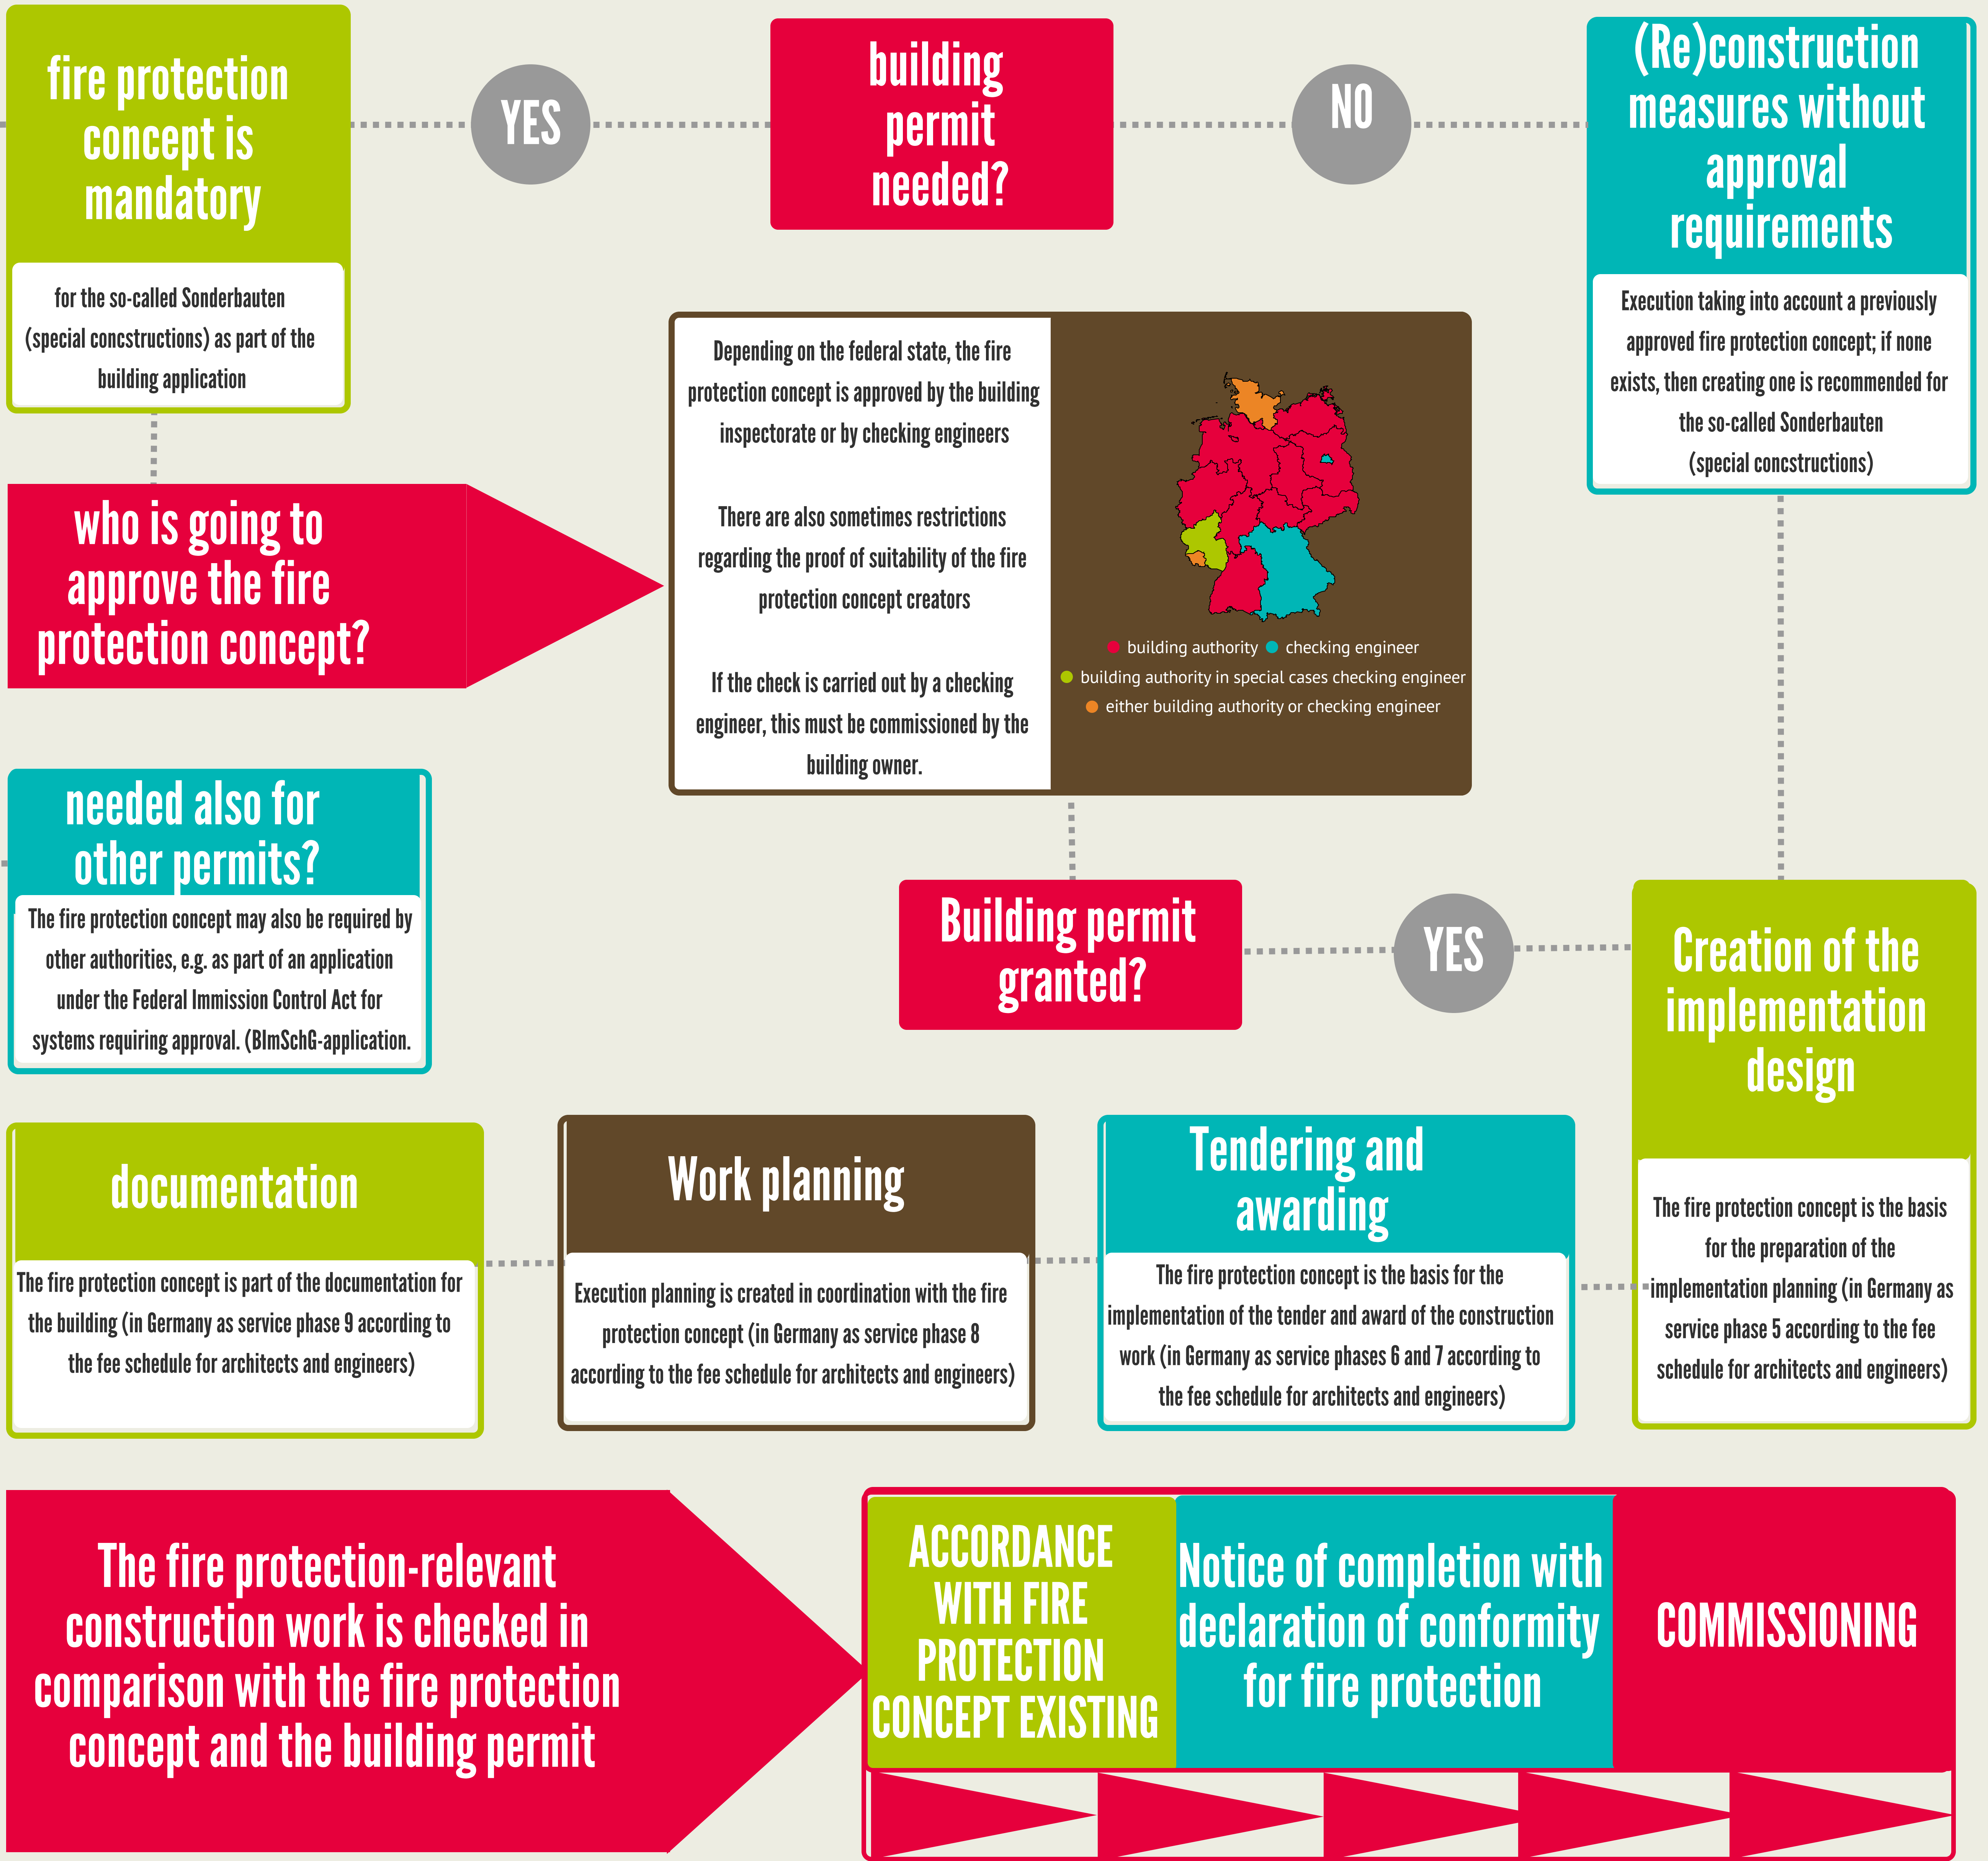 fire protection
concept is
mandatory
for the so-called Sonderbauten
(special concstructions) as part of the
building application
YES
building
permit
needed?
NO
(Re)construction
measures without
approval
requirements
Execution taking into account a previously
approved fire protection concept; if none
exists, then creating one is recommended for
the so-called Sonderbauten
(special concstructions)
who is going to
approve the fire
protection concept?
Depending on the federal state, the fire
protection concept is approved by the building
inspectorate or by checking engineers
There are also sometimes restrictions
regarding the proof of suitability of the fire
protection concept creators
If the check is carried out by a checking
engineer, this must be commissioned by the
building owner.
building authority checking engineer
building authority in special cases checking engineer
either building authority or checking engineer
needed also for
other permits?
The fire protection concept may also be required by
other authorities, e.g. as part of an application
under the Federal Immission Control Act for
systems requiring approval. (BImSchG-application.
Building permit
granted?
YES
Creation of the
implementation
design
The fire protection concept is the basis
for the preparation of the
implementation planning (in Germany as
service phase 5 according to the fee
schedule for architects and engineers)
documentation
The fire protection concept is part of the documentation for
the building (in Germany as service phase 9 according to
the fee schedule for architects and engineers)
Work planning
Execution planning is created in coordination with the fire
protection concept (in Germany as service phase 8
according to the fee schedule for architects and engineers)
Tendering and
awarding
The fire protection concept is the basis for the
implementation of the tender and award of the construction
work (in Germany as service phases 6 and 7 according to
the fee schedule for architects and engineers)
The fire protection-relevant
construction work is checked in
comparison with the fire protection
concept and the building permit
ACCORDANCE
WITH FIRE
PROTECTION
CONCEPT EXISTING
Notice of completion with
declaration of conformity
for fire protection
COMMISSIONING